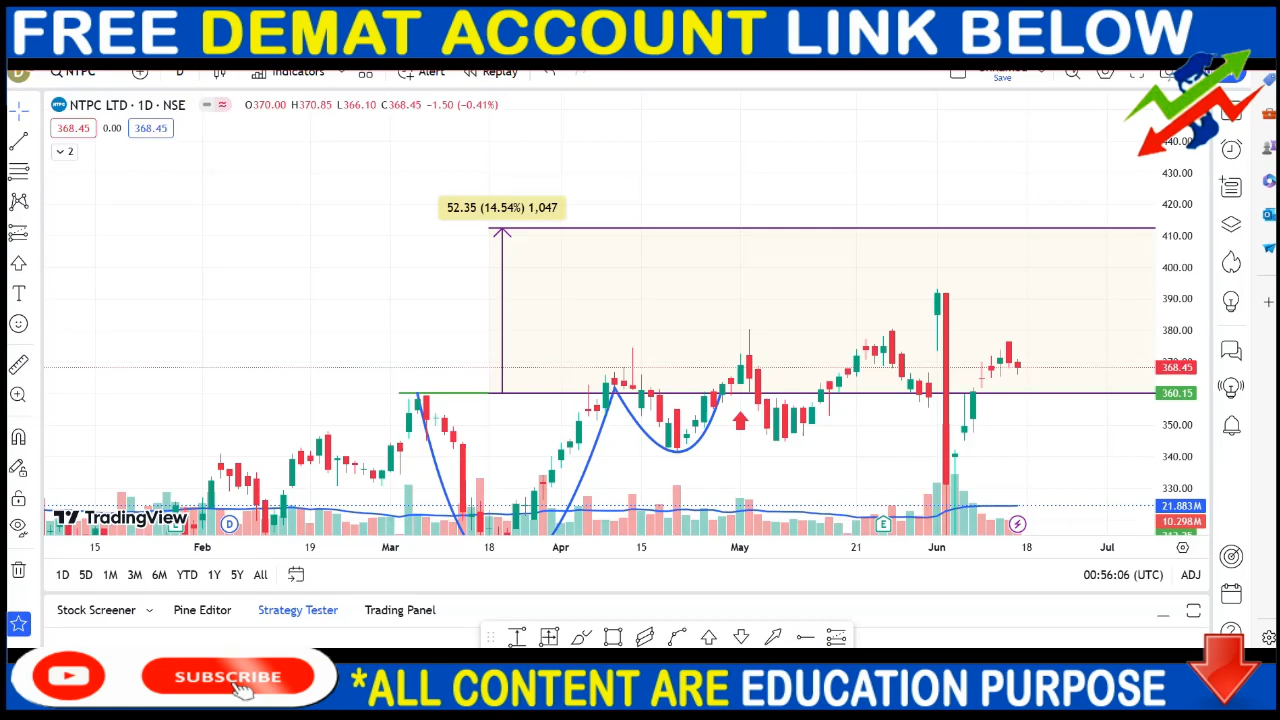 FREE DEMAT ACCOUNT LINK BELOW
NTPC
D
Indicators
Alert
Replay
Save
NTPC LTD · 1D · NSE
O370.00 H370.85 L366.10 C368.45 −1.50 (−0.41%)
368.45 0.00 368.45
2
52.35 (14.54%) 1,047
440.00
430.00
420.00
410.00
400.00
390.00
380.00
370.00
368.45
360.15
350.00
340.00
330.00
21.883M
10.298M
TradingView
D
E
15 Feb 19 Mar 18 Apr 15 May 21 Jun 18 Jul
1D 5D 1M 3M 6M YTD 1Y 5Y All
00:56:06 (UTC) ADJ
Stock Screener Pine Editor Strategy Tester Trading Panel
SUBSCRIBE
*ALL CONTENT ARE EDUCATION PURPOSE